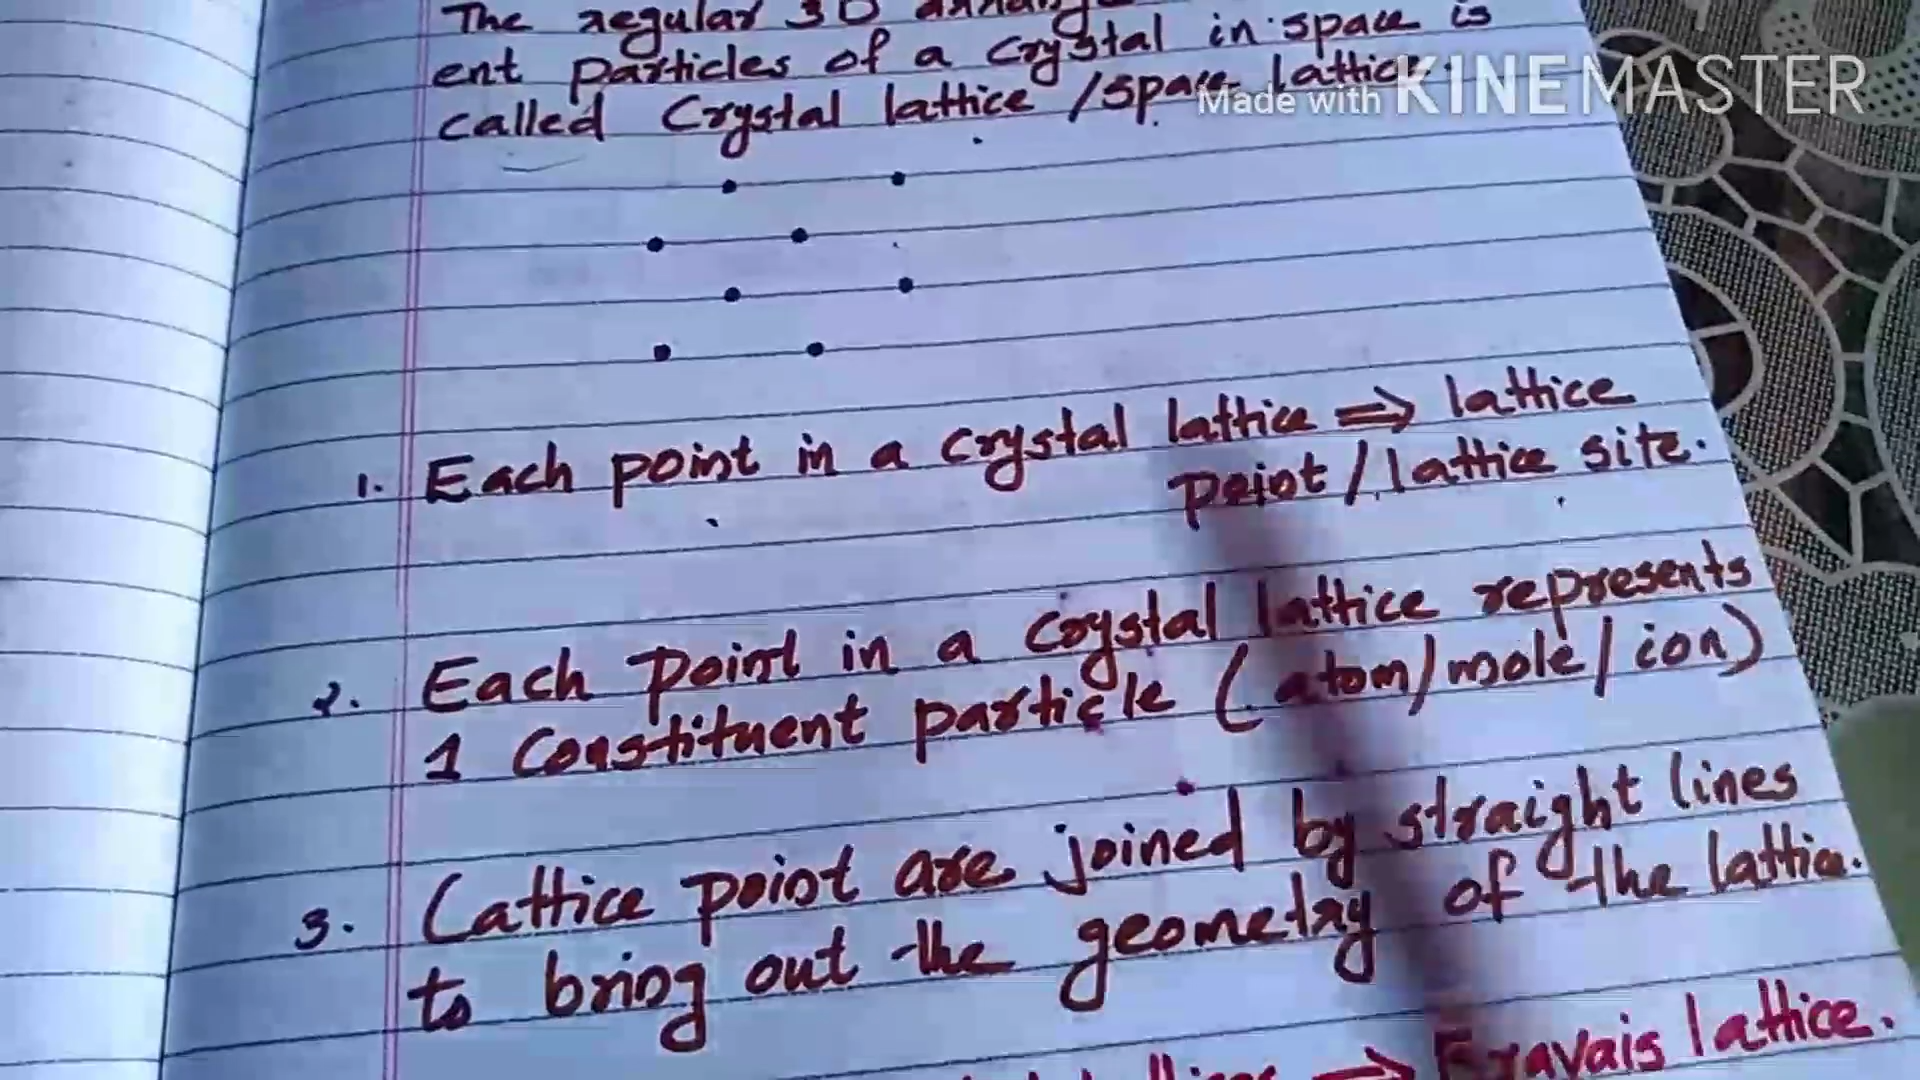 The regular 3D
ent particles of a crystal in space is
called Crystal lattice /space lattice.
Made with KINEMASTER
1. Each point in a crystal lattice ⇒ lattice
point / lattice site.
2. Each point in a crystal lattice represents
1 Constituent particle (atom/mole/ion)
3. Lattice point are joined by straight lines
to bring out the geometry of the lattice.
⇒ Bravais lattice.